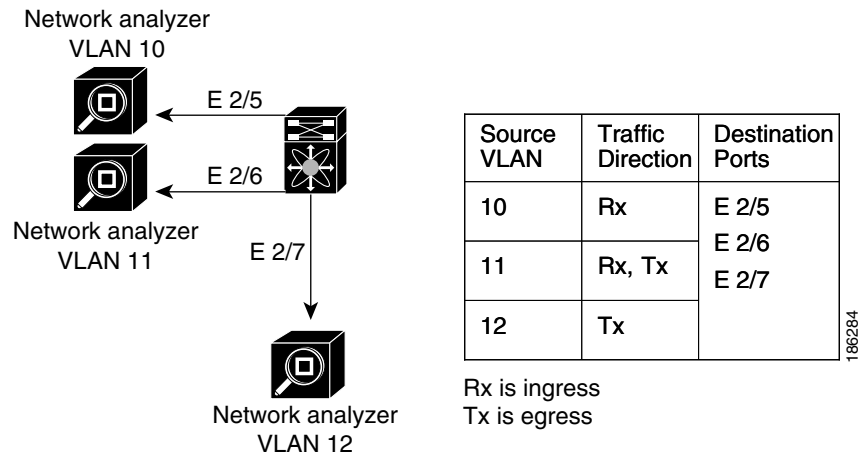 Network analyzer
VLAN 10
E 2/5
E 2/6
Network analyzer
VLAN 11
E 2/7
Network analyzer
VLAN 12
Source VLAN Traffic Direction Destination Ports
10 Rx E 2/5
E 2/6
11 Rx, Tx E 2/7
12 Tx
Rx is ingress
Tx is egress
186284